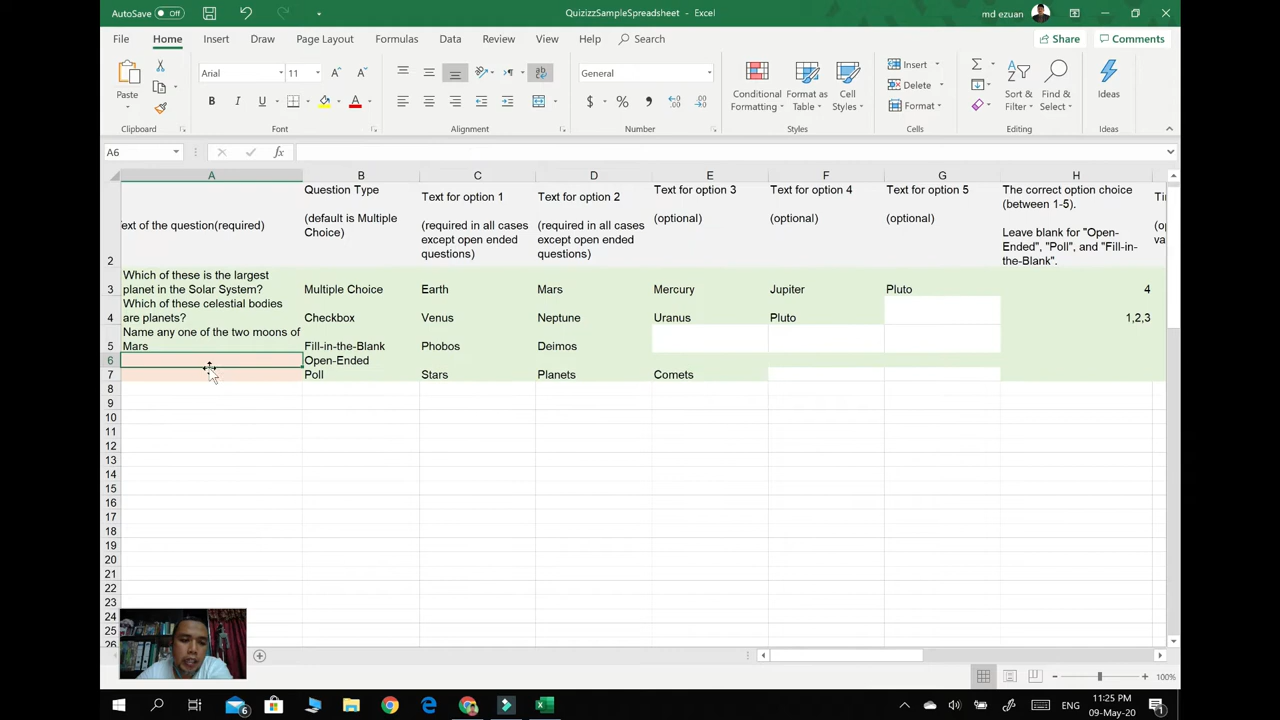 AutoSave Off QuizizzSampleSpreadsheet - Excel md ezuan
File Home Insert Draw Page Layout Formulas Data Review View Help Search Share Comments
Paste Arial 11 B I U General $ % Conditional Formatting Format as Table Cell Styles Insert Delete Format Sort & Filter Find & Select Ideas
Clipboard Font Alignment Number Styles Cells Editing Ideas
A6 fx
A B C D E F G H
Question Type
(default is Multiple
Choice)
Text for option 1
(required in all cases
except open ended
questions)
Text for option 2
(required in all cases
except open ended
questions)
Text for option 3
(optional)
Text for option 4
(optional)
Text for option 5
(optional)
The correct option choice
(between 1-5).
Leave blank for "Open-
Ended", "Poll", and "Fill-in-
the-Blank".
ext of the question(required)
2
Which of these is the largest
3 planet in the Solar System? Multiple Choice Earth Mars Mercury Jupiter Pluto 4
Which of these celestial bodies
4 are planets? Checkbox Venus Neptune Uranus Pluto 1,2,3
Name any one of the two moons of
5 Mars Fill-in-the-Blank Phobos Deimos
6 Open-Ended
7 Poll Stars Planets Comets
8
9
10
11
12
13
14
15
16
17
18
19
20
21
22
23
24
25
26
100%
6
11:25 PM
09-May-20
1